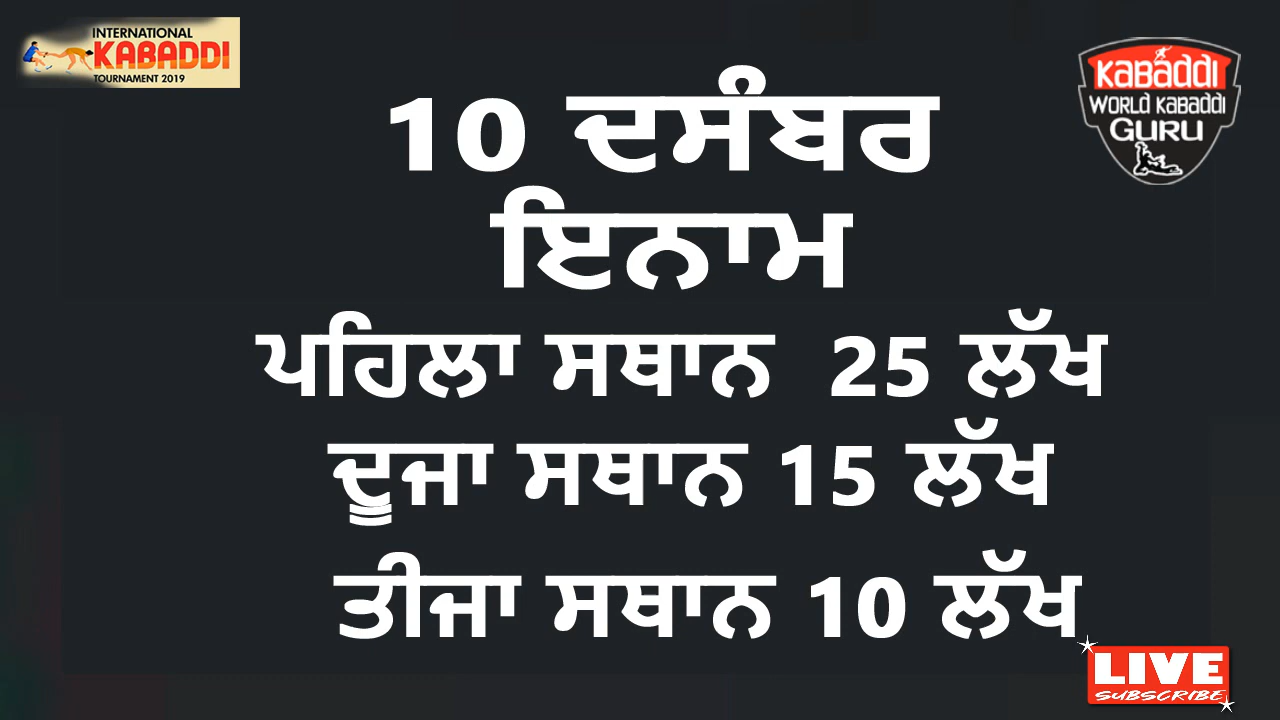 INTERNATIONAL
KABADDI
TOURNAMENT 2019
KABADDI
WORLD KABADDI
GURU
10 ਦਸੰਬਰ
ਇਨਾਮ
ਪਹਿਲਾ ਸਥਾਨ 25 ਲੱਖ
ਦੂਜਾ ਸਥਾਨ 15 ਲੱਖ
ਤੀਜਾ ਸਥਾਨ 10 ਲੱਖ
LIVE
SUBSCRIBE